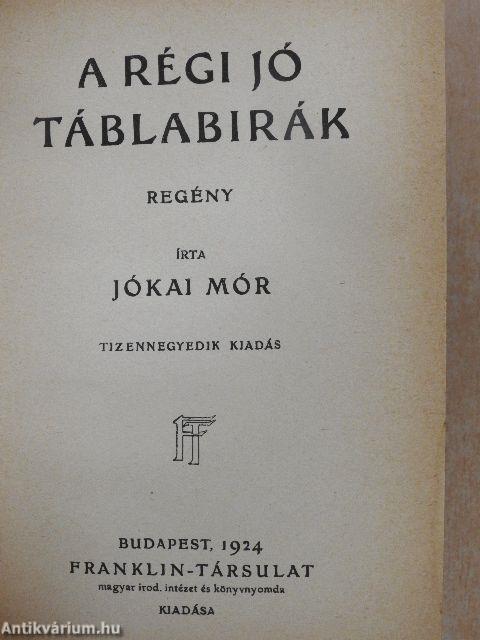 A RÉGI JÓ
TÁBLABIRÁK
REGÉNY
ÍRTA
JÓKAI MÓR
TIZENNEGYEDIK KIADÁS
FT
BUDAPEST, 1924
FRANKLIN-TÁRSULAT
magyar irod. intézet és könyvnyomda
KIADÁSA
Antikvárium.hu